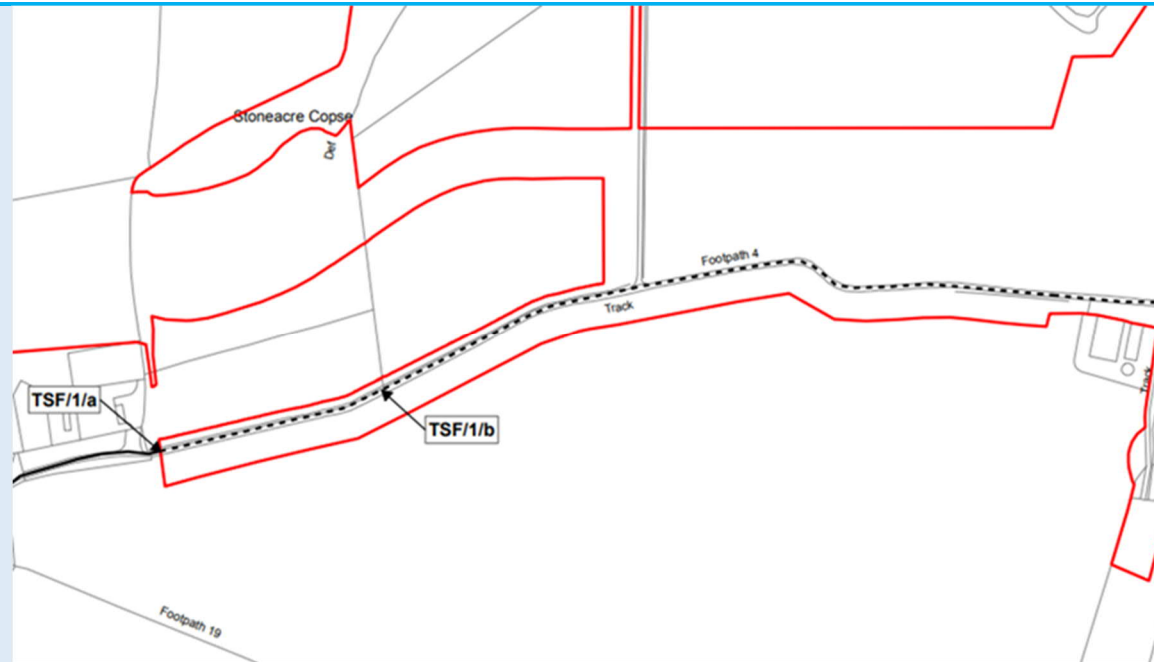 Stoneacre Copse
Def
Footpath 4
Track
Track
TSF/1/a
TSF/1/b
Footpath 19